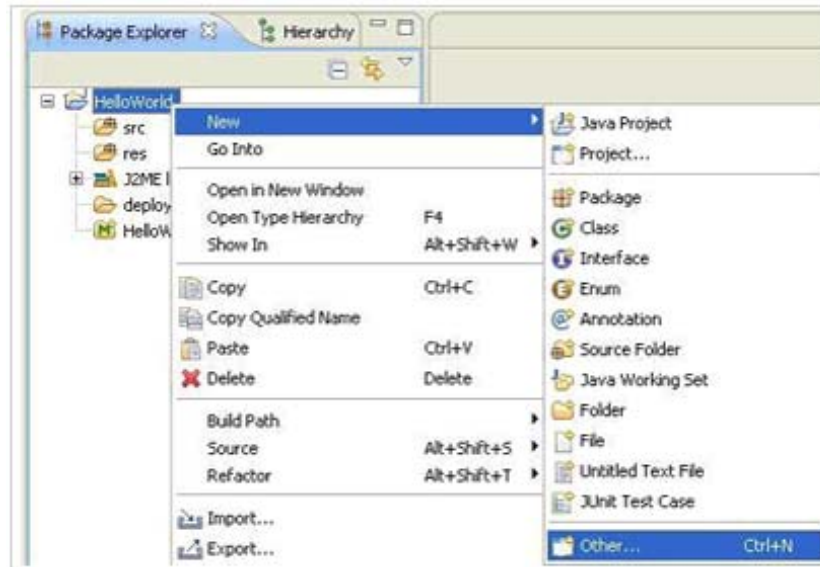 Package Explorer
Hierarchy
HelloWorld
src
res
J2ME
deploy
HelloW
New
Go Into
Open in New Window
Open Type Hierarchy F4
Show In Alt+Shift+W
Copy Ctrl+C
Copy Qualified Name
Paste Ctrl+V
Delete Delete
Build Path
Source Alt+Shift+S
Refactor Alt+Shift+T
Import...
Export...
Java Project
Project...
Package
Class
Interface
Enum
Annotation
Source Folder
Java Working Set
Folder
File
Untitled Text File
JUnit Test Case
Other... Ctrl+N